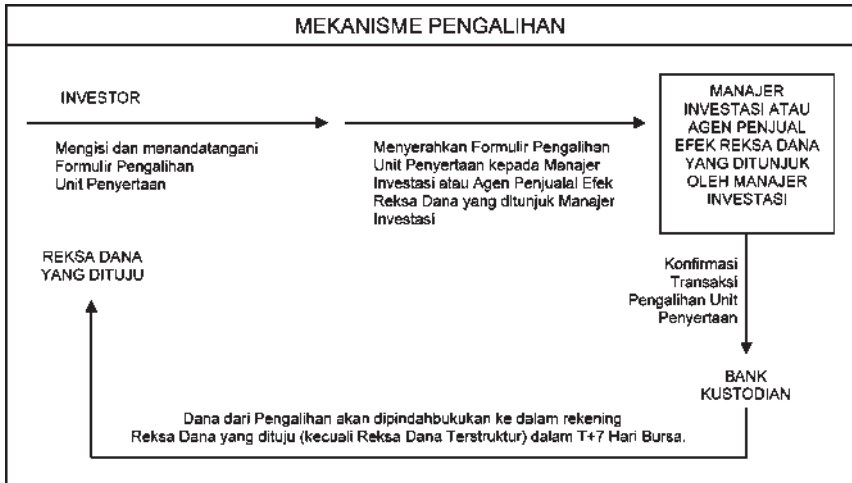 MEKANISME PENGALIHAN
INVESTOR
Mengisi dan menandatangani
Formulir Pengalihan
Unit Penyertaan
Menyerahkan Formulir Pengalihan
Unit Penyertaan kepada Manajer
Investasi atau Agen Penjualal Efek
Reksa Dana yang ditunjuk Manajer
Investasi
MANAJER
INVESTASI ATAU
AGEN PENJUAL
EFEK REKSA DANA
YANG DITUNJUK
OLEH MANAJER
INVESTASI
Konfirmasi
Transaksi
Pengalihan Unit
Penyertaan
BANK
KUSTODIAN
Dana dari Pengalihan akan dipindahbukukan ke dalam rekening
Reksa Dana yang dituju (kecuali Reksa Dana Terstruktur) dalam T+7 Hari Bursa.
REKSA DANA
YANG DITUJU